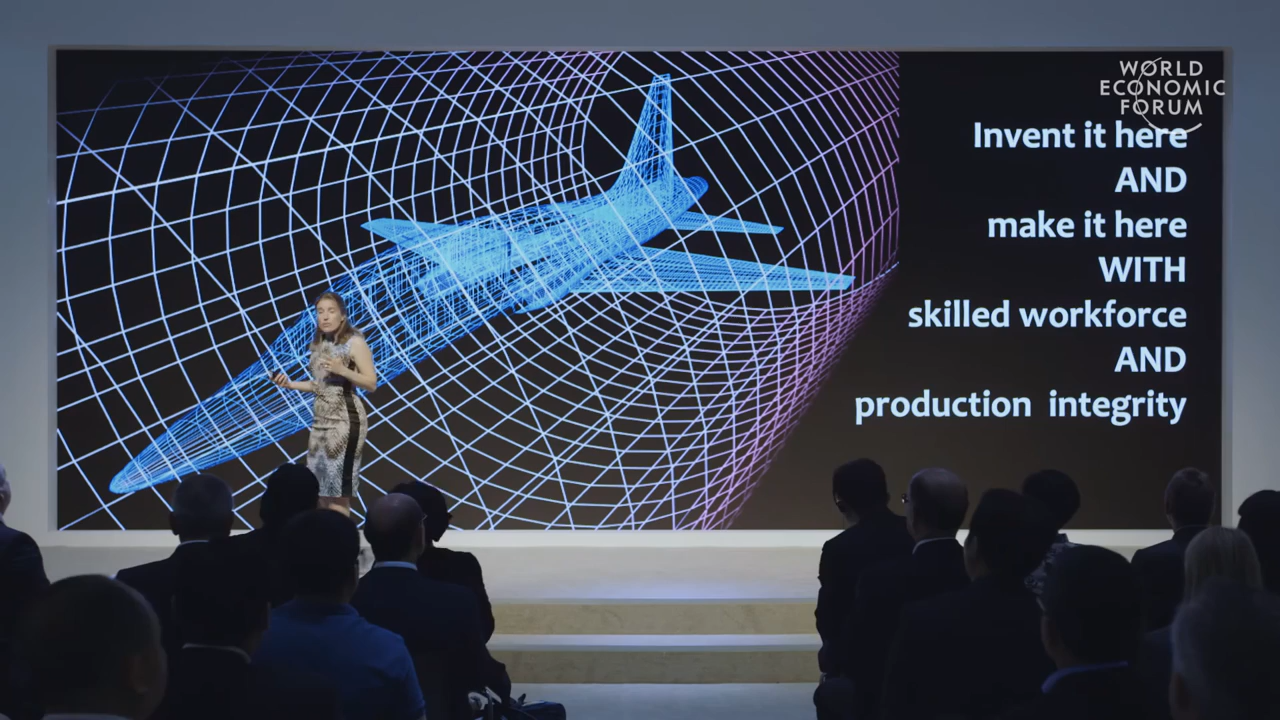 WORLD
ECONOMIC
FORUM
Invent it here
AND
make it here
WITH
skilled workforce
AND
production integrity